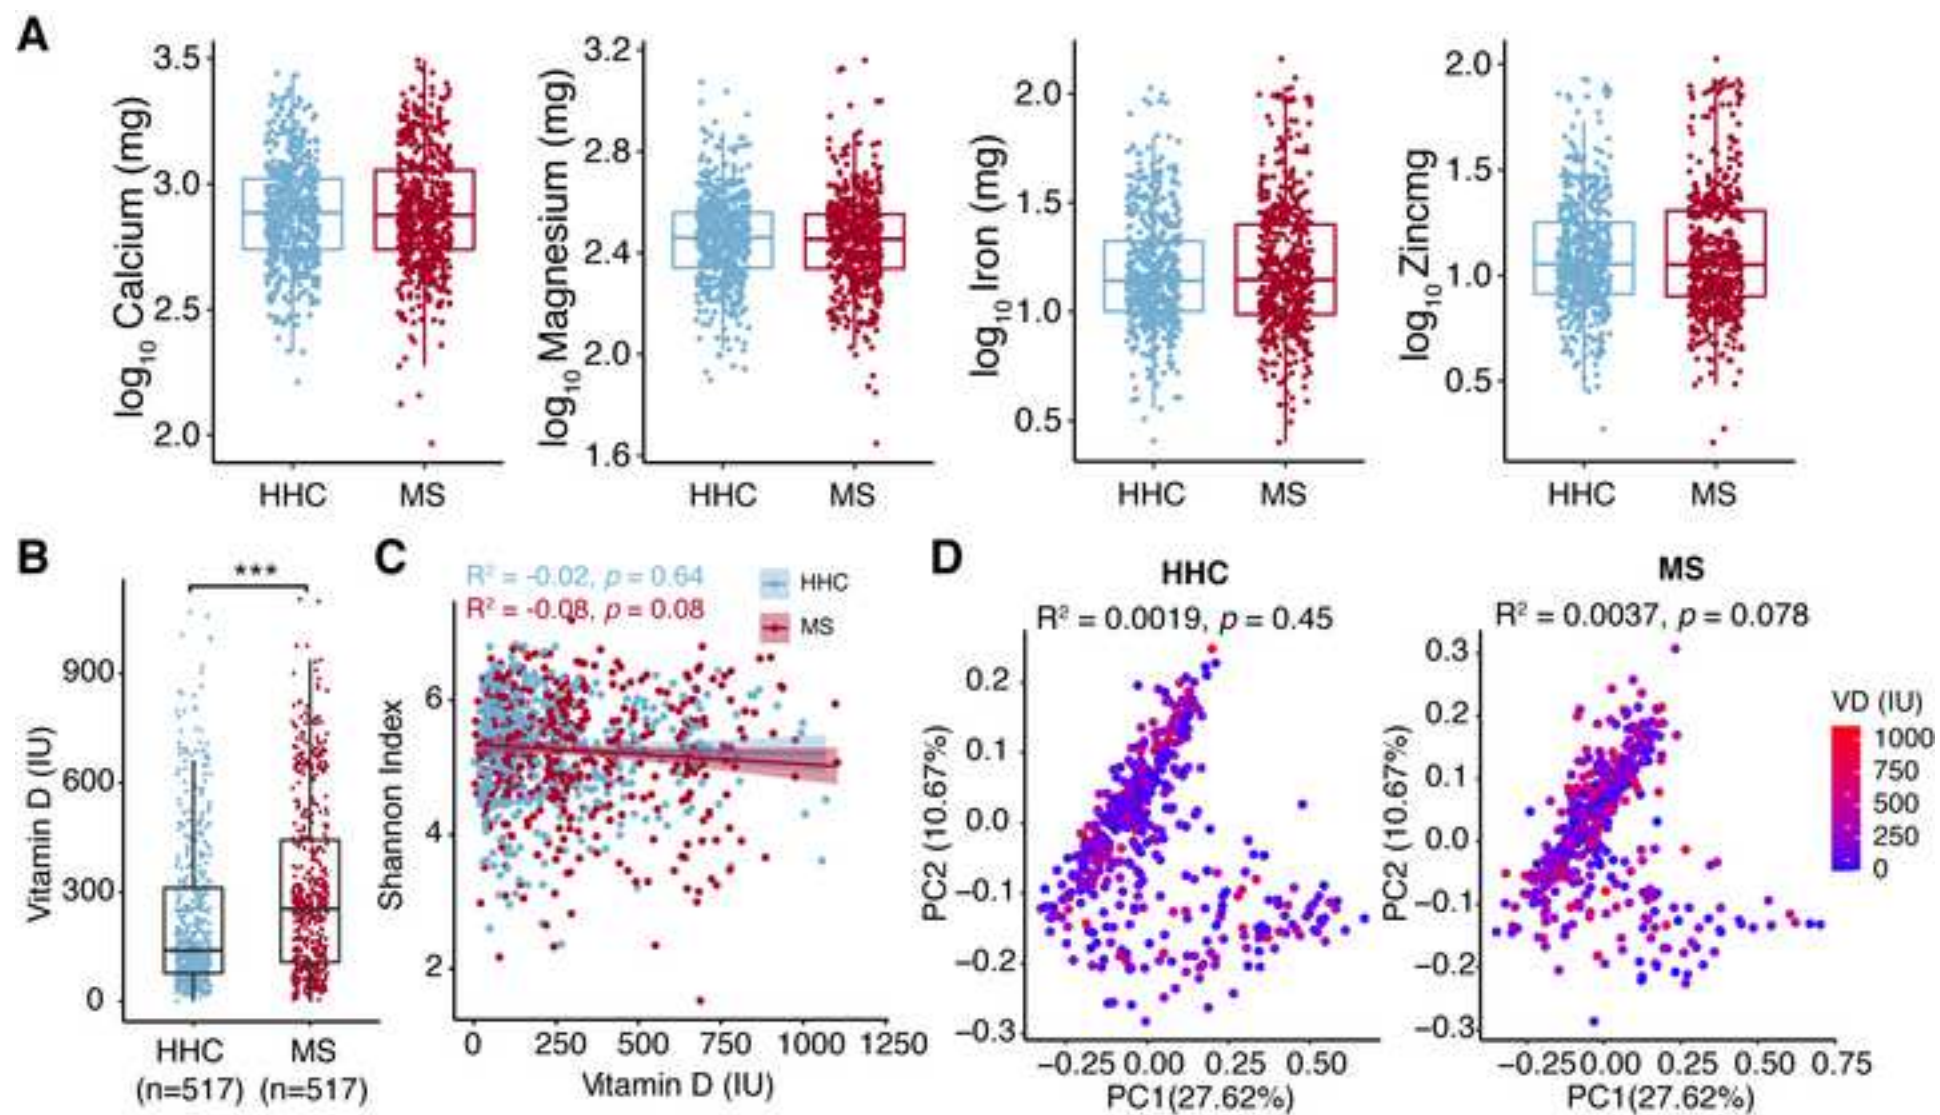 A
log10 Calcium (mg)
3.5
3.0
2.5
2.0
HHC MS
log10 Magnesium (mg)
3.2
2.8
2.4
2.0
1.6
HHC MS
log10 Iron (mg)
2.0
1.5
1.0
0.5
HHC MS
log10 Zincmg
2.0
1.5
1.0
0.5
HHC MS
B
***
Vitamin D (IU)
900
600
300
0
HHC MS
(n=517) (n=517)
C
R² = -0.02, p = 0.64
R² = -0.08, p = 0.08
HHC
MS
Shannon Index
6
4
2
0 250 500 750 1000 1250
Vitamin D (IU)
D
HHC
R² = 0.0019, p = 0.45
PC2 (10.67%)
0.2
0.1
0.0
−0.1
−0.2
−0.3
−0.25 0.00 0.25 0.50
PC1(27.62%)
MS
R² = 0.0037, p = 0.078
PC2 (10.67%)
0.3
0.2
0.1
0.0
−0.1
−0.2
−0.3
−0.25 0.00 0.25 0.50 0.75
PC1(27.62%)
VD (IU)
1000
750
500
250
0